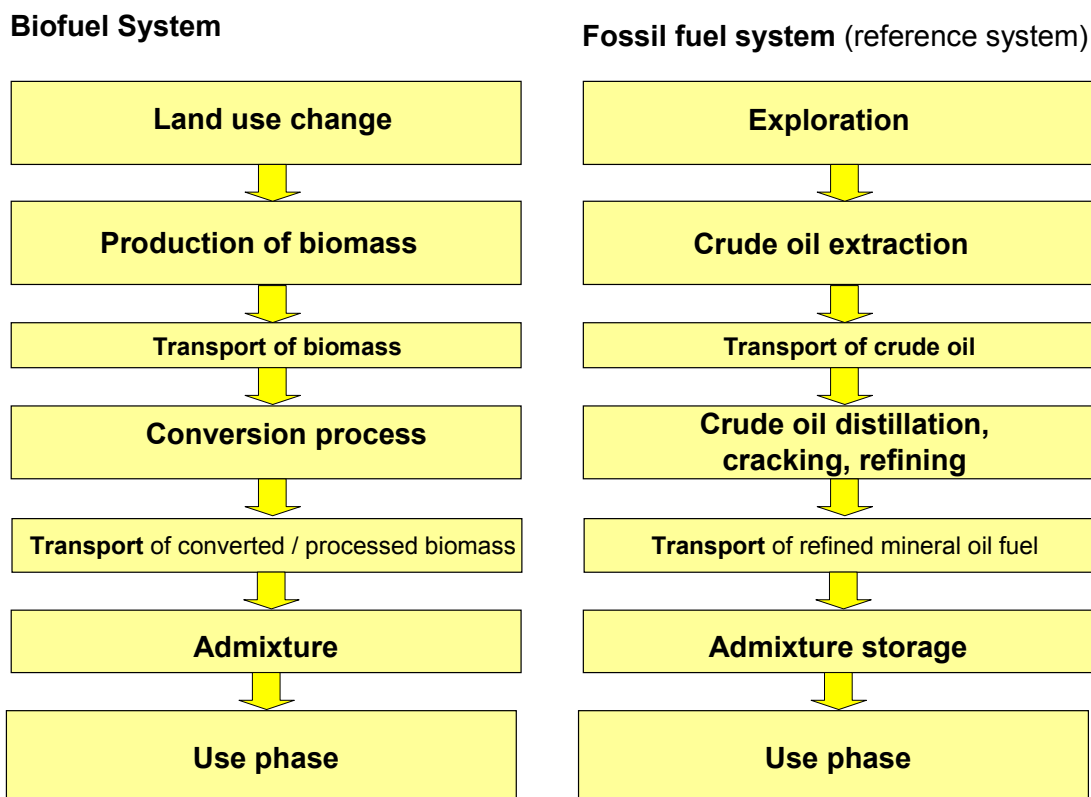 Biofuel System
Land use change
Production of biomass
Transport of biomass
Conversion process
Transport of converted / processed biomass
Admixture
Use phase
Fossil fuel system (reference system)
Exploration
Crude oil extraction
Transport of crude oil
Crude oil distillation,
cracking, refining
Transport of refined mineral oil fuel
Admixture storage
Use phase